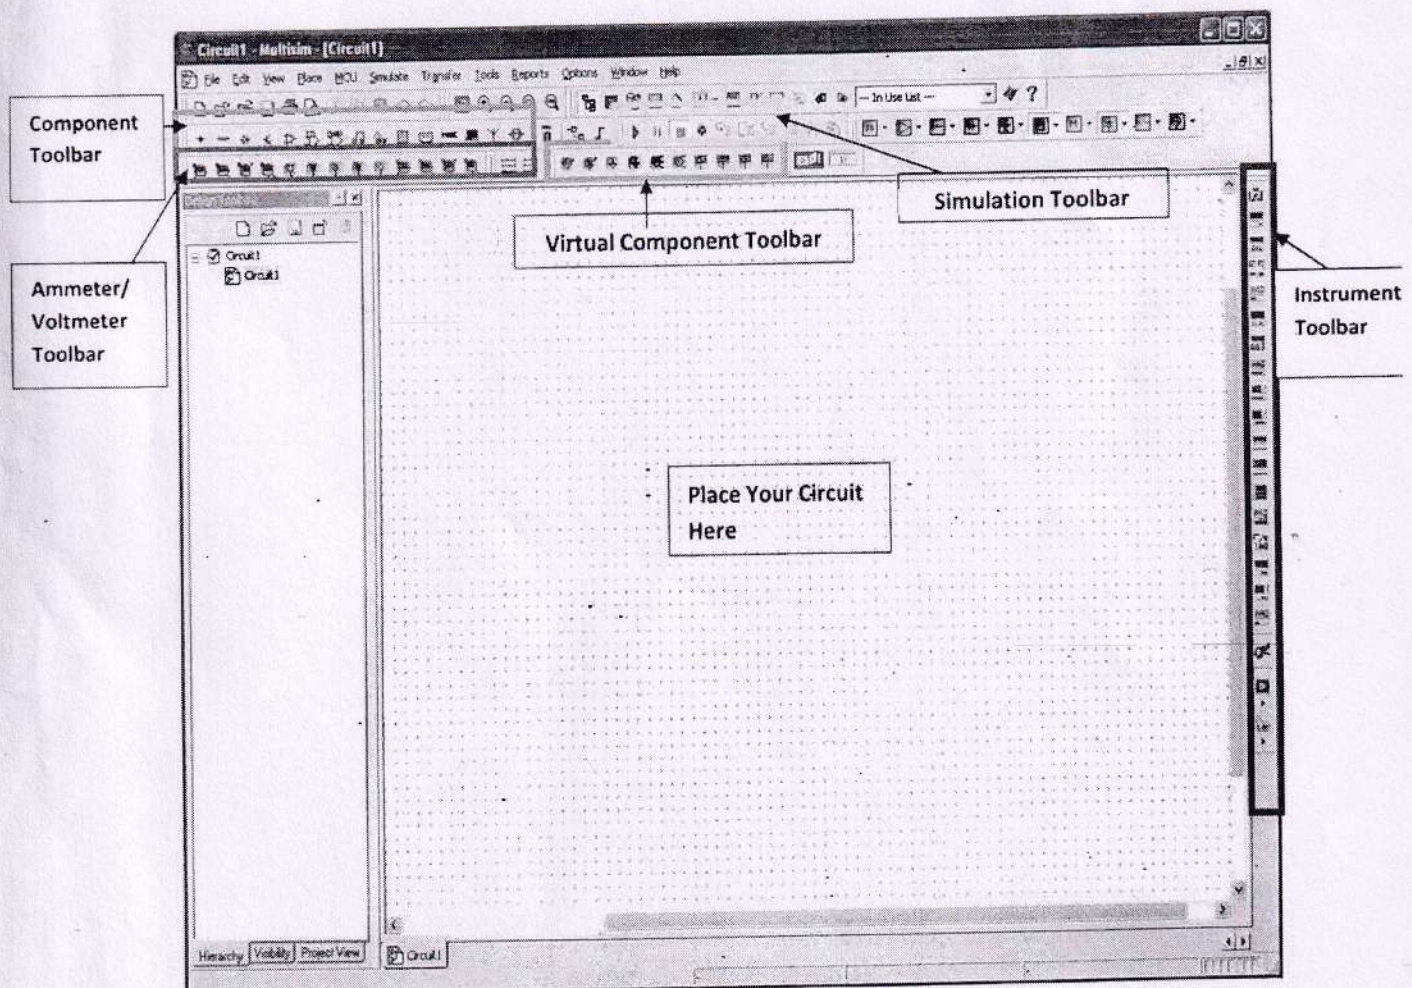 Circuit1 - Multisim - [Circuit1]
File Edit View Place MCU Simulate Transfer Tools Reports Options Window Help
--- In Use List ---
Component
Toolbar
Simulation Toolbar
Virtual Component Toolbar
Circuit1
Circuit1
Ammeter/
Voltmeter
Toolbar
Instrument
Toolbar
Place Your Circuit
Here
Hierarchy Visibility Project View
Circuit1